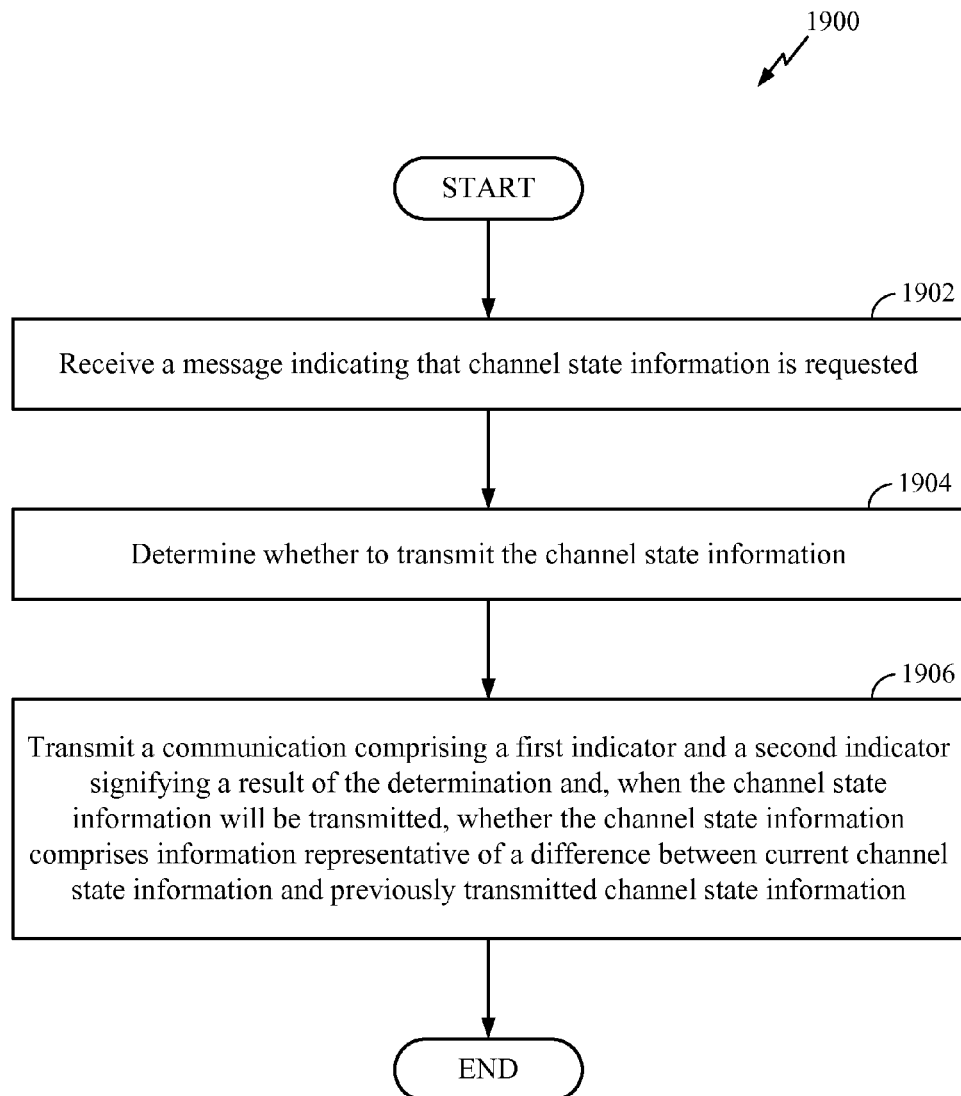 1900
START
1902
Receive a message indicating that channel state information is requested
1904
Determine whether to transmit the channel state information
1906
Transmit a communication comprising a first indicator and a second indicator
signifying a result of the determination and, when the channel state
information will be transmitted, whether the channel state information
comprises information representative of a difference between current channel
state information and previously transmitted channel state information
END